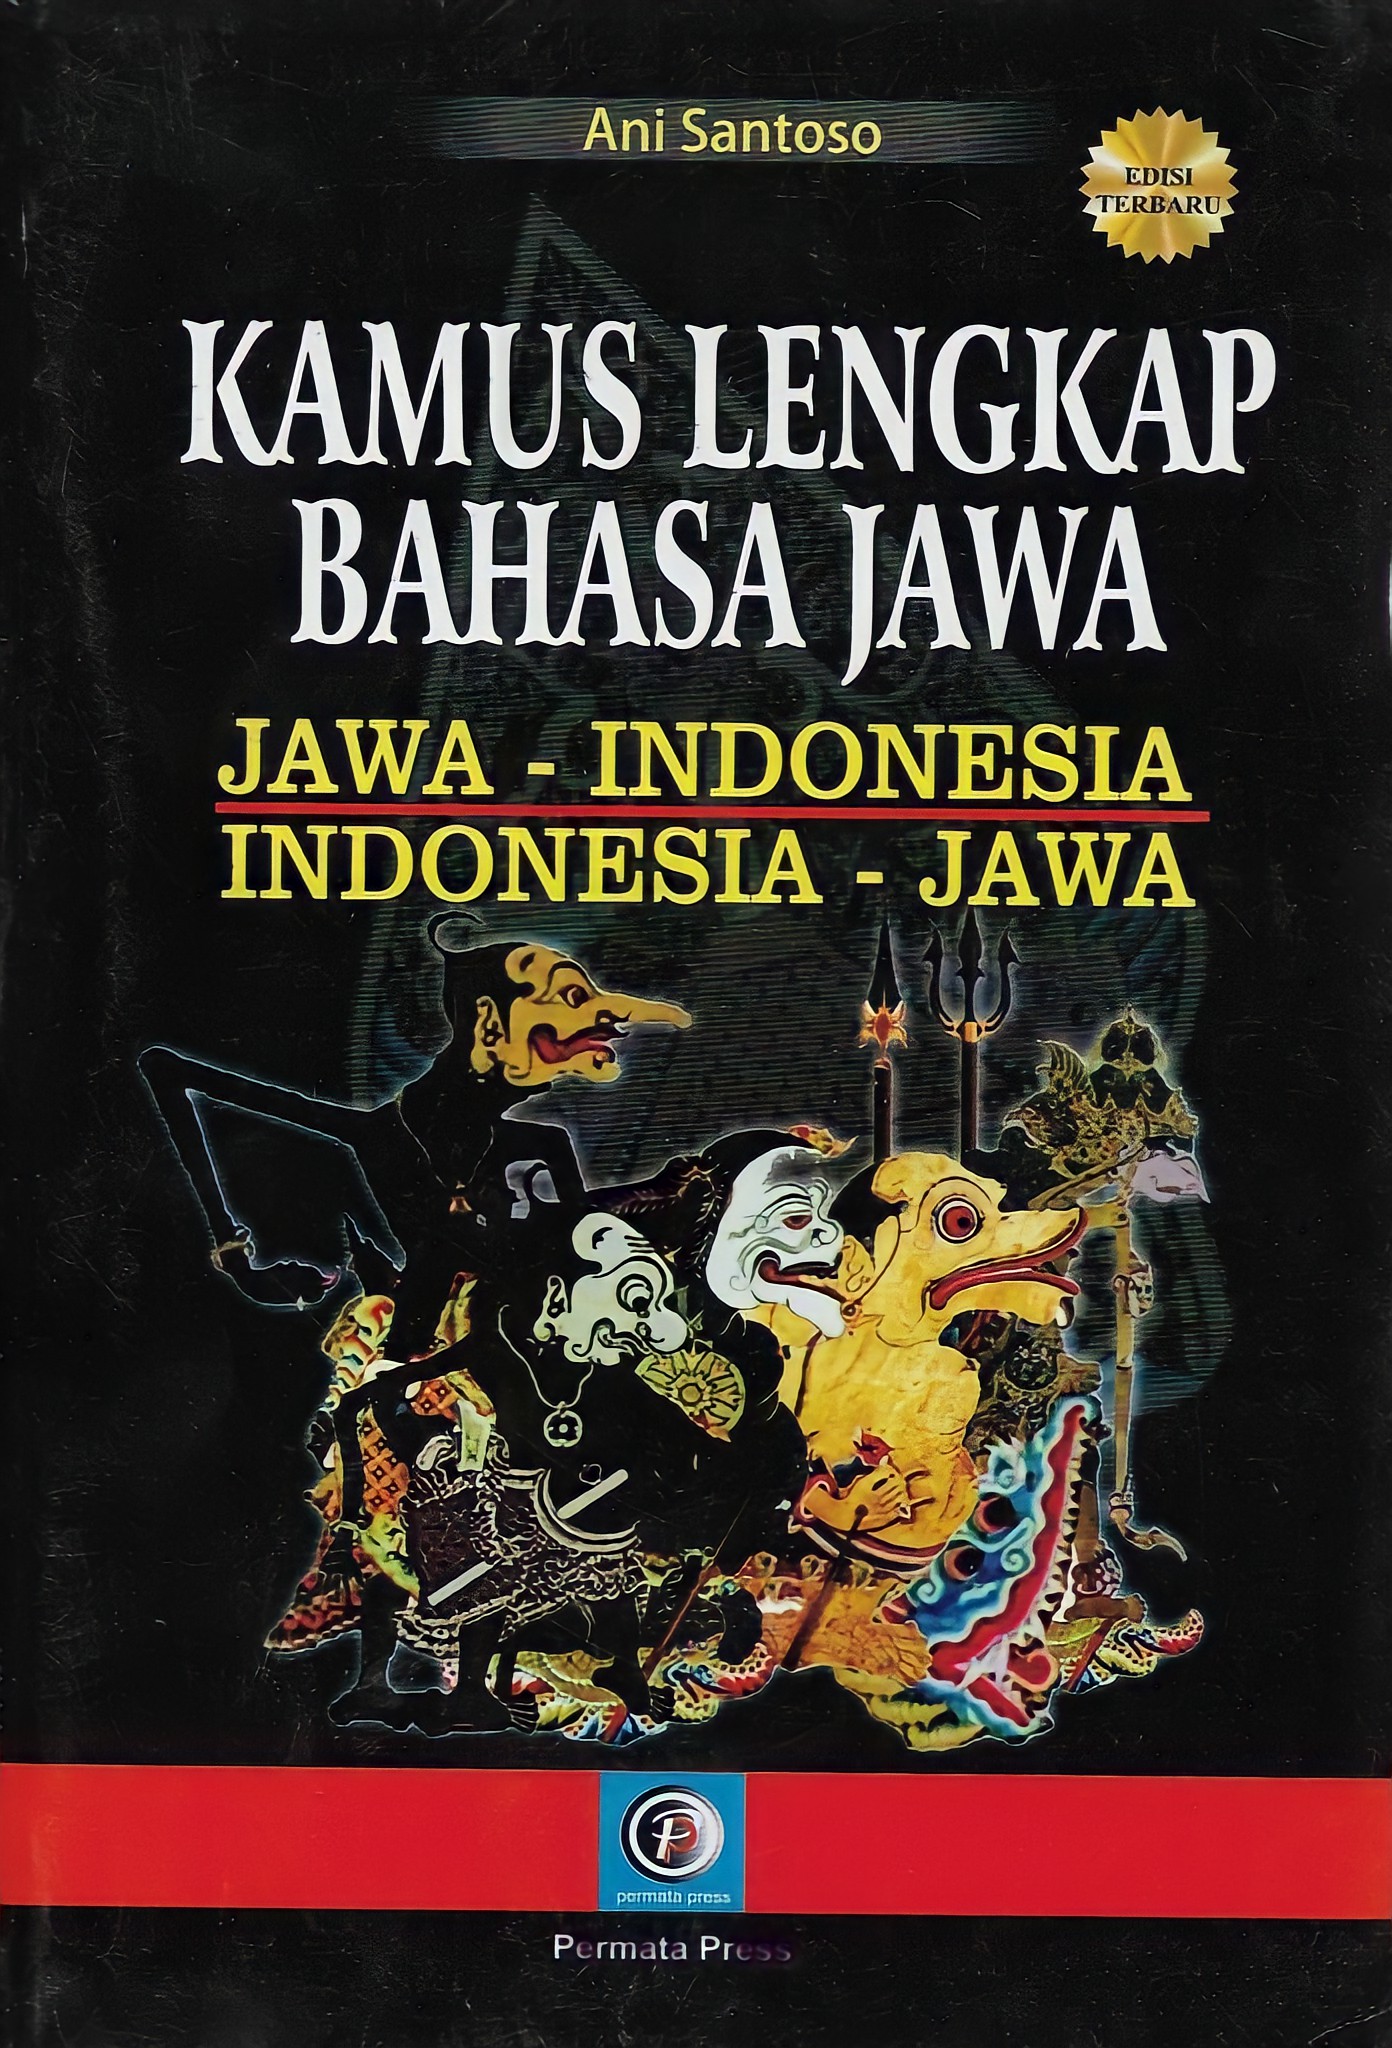 Ani Santoso
EDISI
TERBARU
KAMUS LENGKAP
BAHASA JAWA
JAWA - INDONESIA
INDONESIA - JAWA
permata press
Permata Press